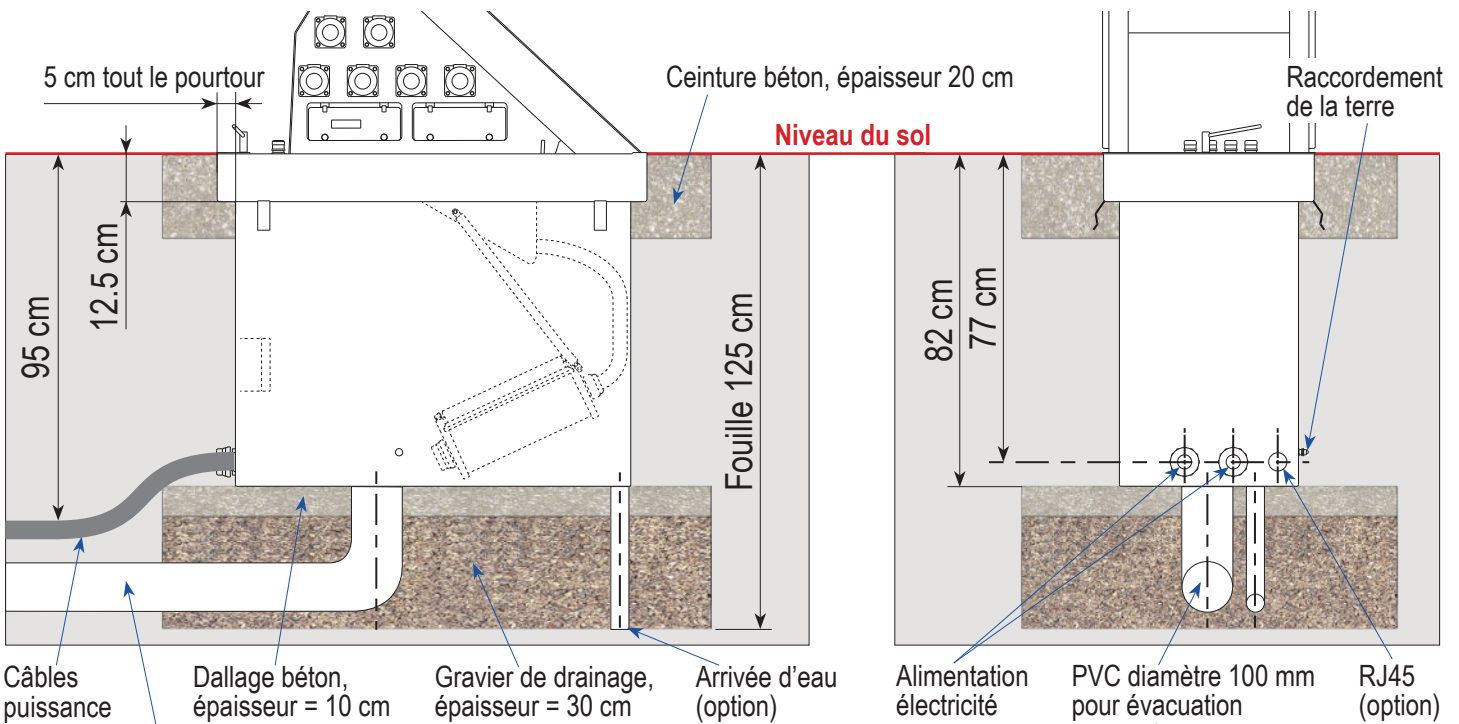 5 cm tout le pourtour
Ceinture béton, épaisseur 20 cm
Raccordement
de la terre
Niveau du sol
95 cm
12.5 cm
Fouille 125 cm
82 cm
77 cm
Câbles
puissance
Dallage béton,
épaisseur = 10 cm
Gravier de drainage,
épaisseur = 30 cm
Arrivée d'eau
(option)
Alimentation
électricité
PVC diamètre 100 mm
pour évacuation
RJ45
(option)